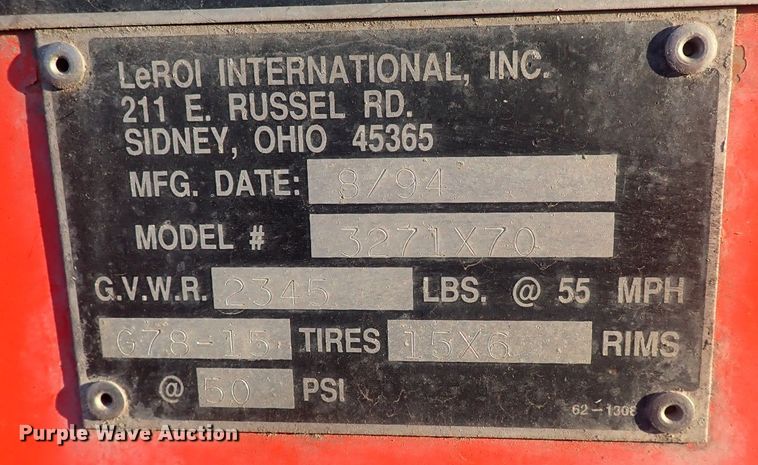 LeROI INTERNATIONAL, INC.
211 E. RUSSEL RD.
SIDNEY, OHIO 45365
MFG. DATE: 8/94
MODEL # 3271X70
G.V.W.R. 2345 LBS. @ 55 MPH
G78-15 TIRES 15X6 RIMS
@ 50 PSI
62-1308
Purple Wave Auction